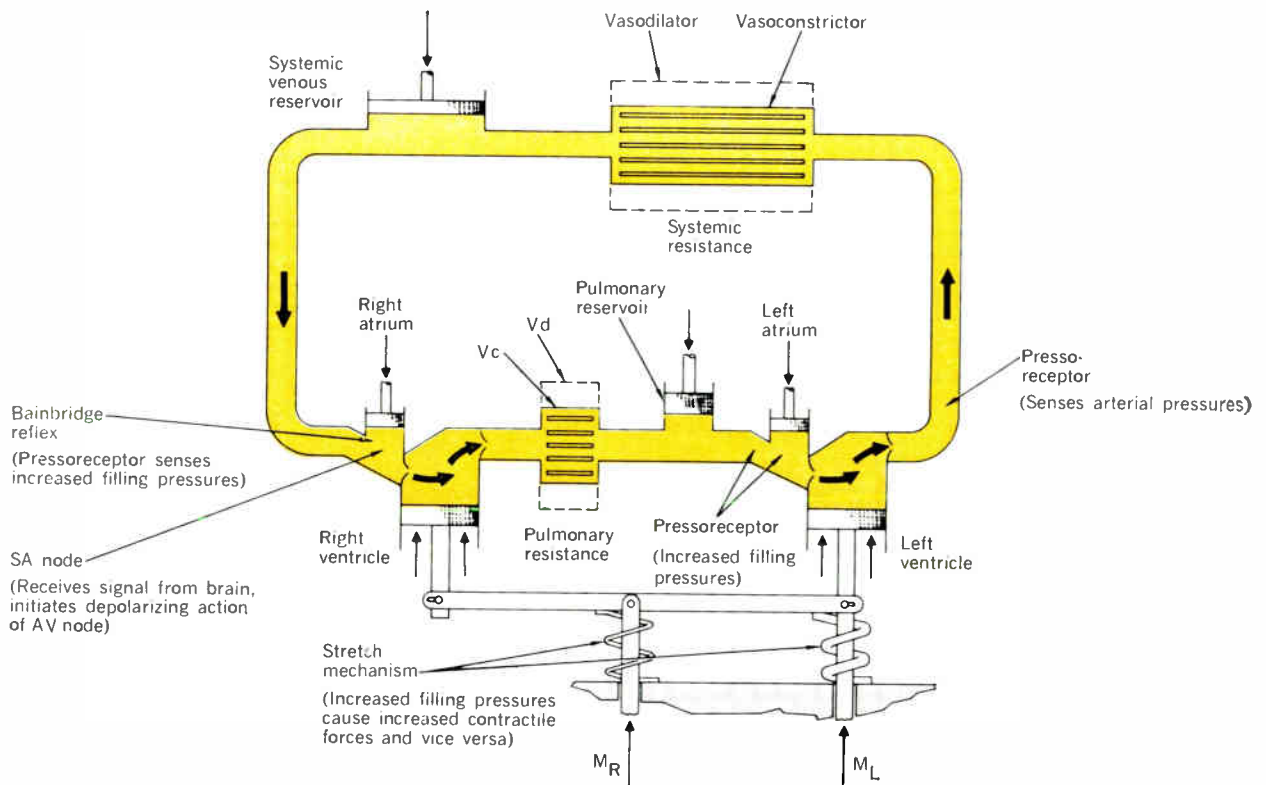 Vasodilator
Vasoconstrictor
Systemic
venous
reservoir
Systemic
resistance
Right
atrium
Vd
Vc
Pulmonary
reservoir
Left
atrium
Presso-
receptor
(Senses arterial pressures)
Bainbridge
reflex
(Pressoreceptor senses
increased filling pressures)
SA node
(Receives signal from brain,
initiates depolarizing action
of AV node)
Right
ventricle
Pulmonary
resistance
Pressoreceptor
(Increased filling
pressures)
Left
ventricle
Stretch
mechanism
(Increased filling pressures
cause increased contractile
forces and vice versa)
MR
ML